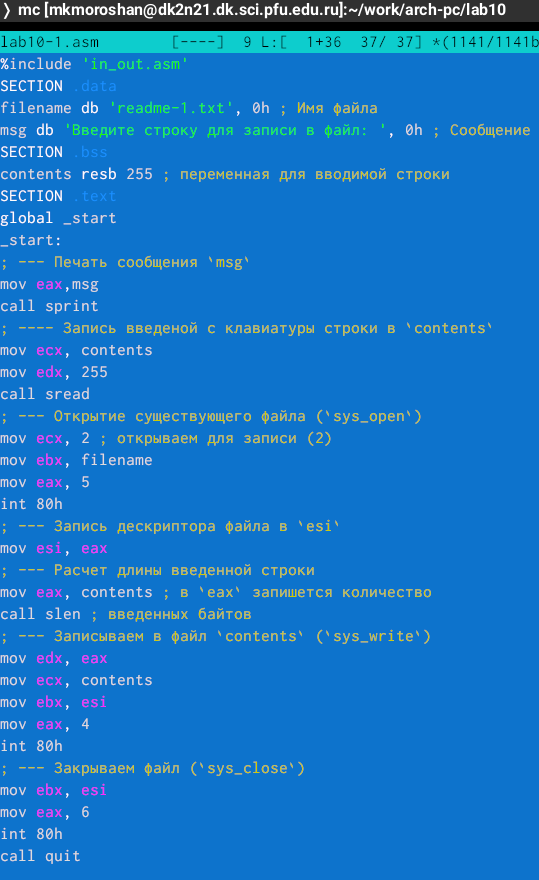 ❭ mc [mkmoroshan@dk2n21.dk.sci.pfu.edu.ru]:~/work/arch-pc/lab10
lab10-1.asm        [----]  9 L:[  1+36  37/ 37] *(1141/1141b
%include 'in_out.asm'
SECTION .data
filename db 'readme-1.txt', 0h ; Имя файла
msg db 'Введите строку для записи в файл: ', 0h ; Сообщение
SECTION .bss
contents resb 255 ; переменная для вводимой строки
SECTION .text
global _start
_start:
; --- Печать сообщения `msg`
mov eax,msg
call sprint
; ---- Запись введеной с клавиатуры строки в `contents`
mov ecx, contents
mov edx, 255
call sread
; --- Открытие существующего файла (`sys_open`)
mov ecx, 2 ; открываем для записи (2)
mov ebx, filename
mov eax, 5
int 80h
; --- Запись дескриптора файла в `esi`
mov esi, eax
; --- Расчет длины введенной строки
mov eax, contents ; в `eax` запишется количество
call slen ; введенных байтов
; --- Записываем в файл `contents` (`sys_write`)
mov edx, eax
mov ecx, contents
mov ebx, esi
mov eax, 4
int 80h
; --- Закрываем файл (`sys_close`)
mov ebx, esi
mov eax, 6
int 80h
call quit